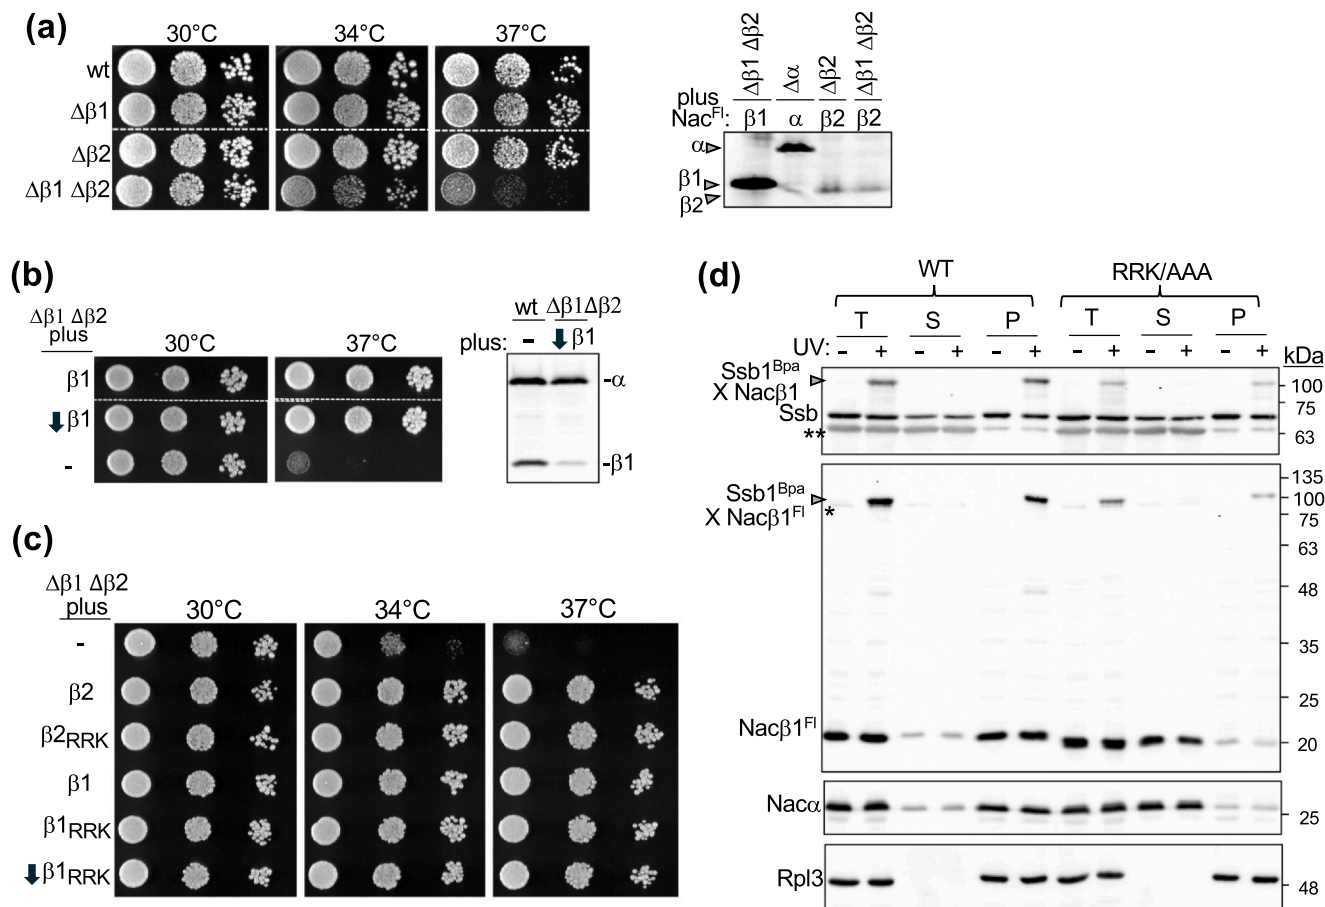 (a)
30°C 34°C 37°C
wt
Δβ1
Δβ2
Δβ1 Δβ2
Δβ1 Δβ2
Δα
Δβ2
Δβ1 Δβ2
plus
NacFl: β1 α β2 β2
α
β1
β2
(b)
Δβ1 Δβ2
plus
30°C 37°C
β1
β1
-
wt Δβ1Δβ2
plus: - β1
-α
-β1
(c)
Δβ1 Δβ2
plus
30°C 34°C 37°C
-
β2
β2RRK
β1
β1RRK
β1RRK
(d)
WT RRK/AAA
T S P T S P
UV: - + - + - + - + - + - +
kDa
Ssb1Bpa
X Nacβ1
Ssb
**
100
75
63
Ssb1Bpa
X Nacβ1Fl
*
Nacβ1Fl
135
100
75
63
48
35
25
20
Nacα
25
Rpl3
48